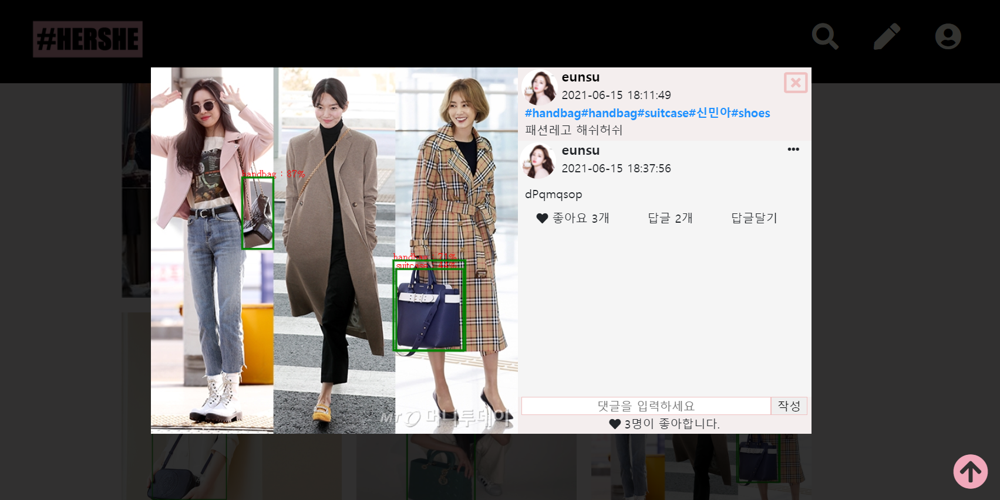 #HERSHE
handbag : 87%
handbag : 71%
suitcase : 48%
MT 머니투데이
eunsu
2021-06-15 18:11:49
#handbag#handbag#suitcase#신민아#shoes
패션레고 해쉬허쉬
eunsu
2021-06-15 18:37:56
dPqmqsop
좋아요 3개 답글 2개 답글달기
댓글을 입력하세요 작성
3명이 좋아합니다.